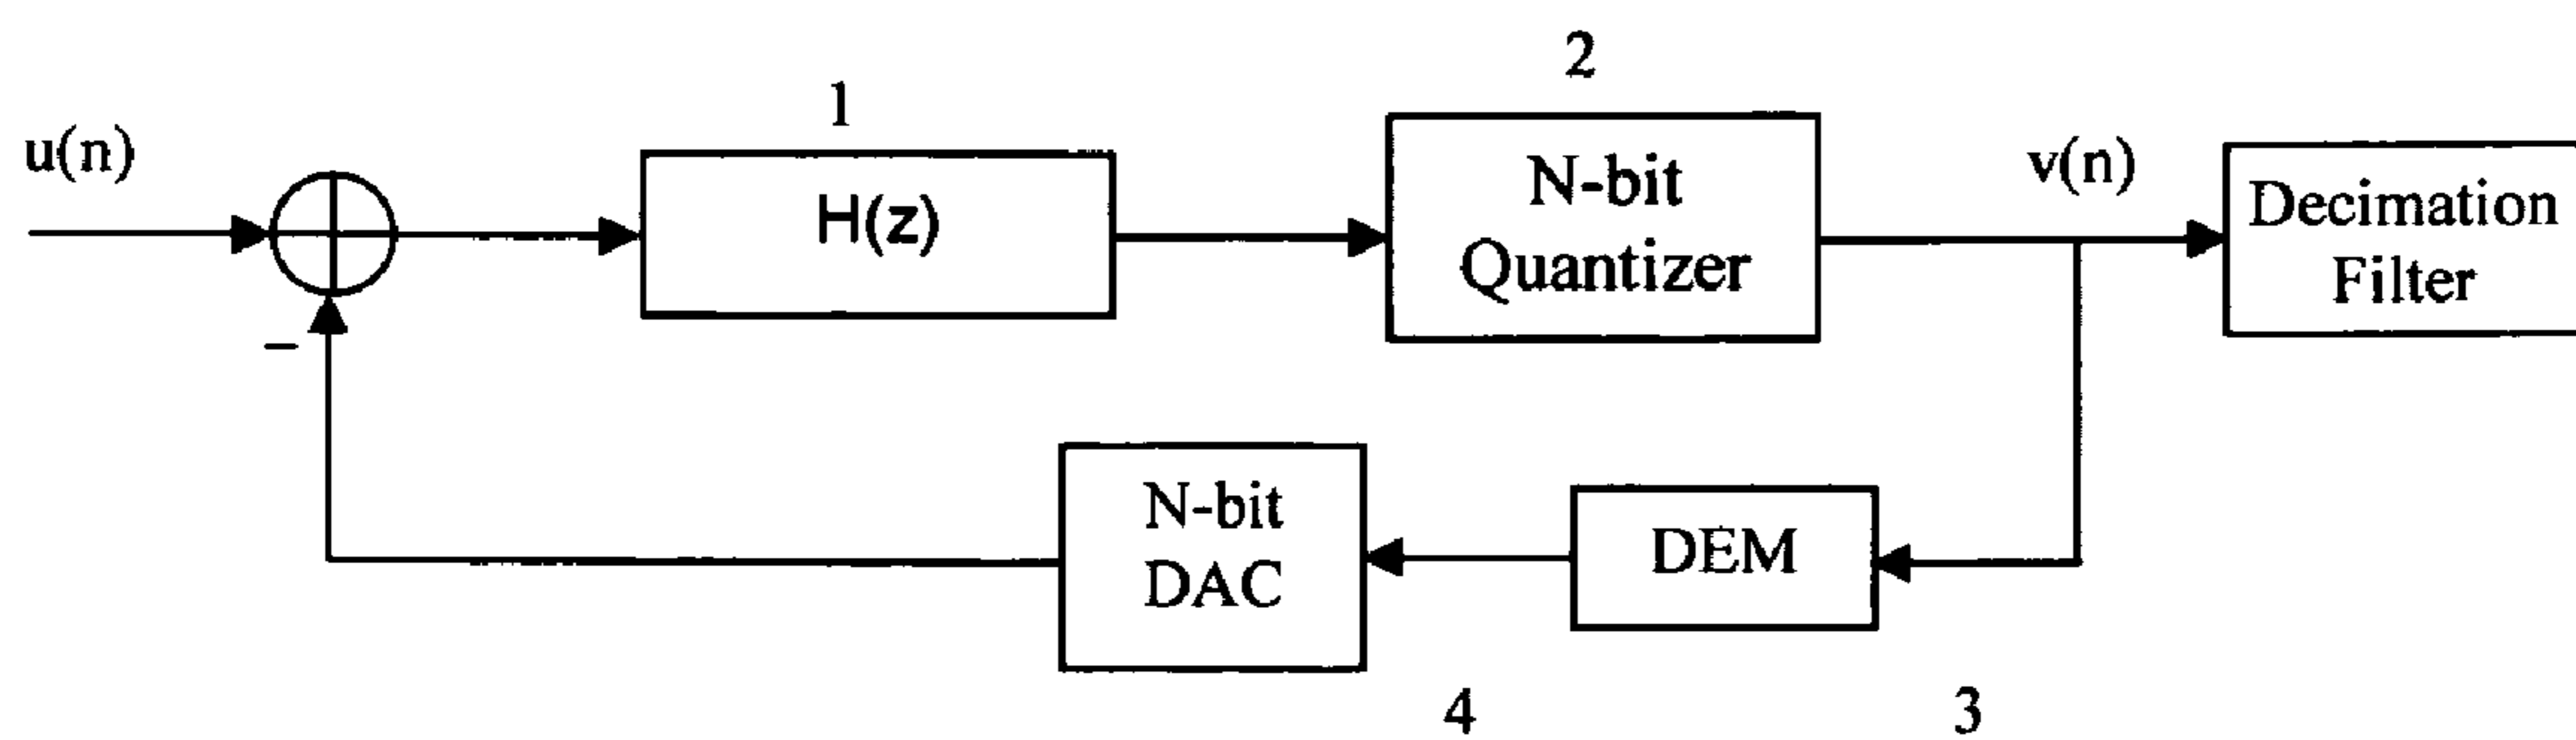 2
1
u(n)
H(z)
N-bit
Quantizer
v(n)
Decimation
Filter
–
N-bit
DAC
DEM
4
3